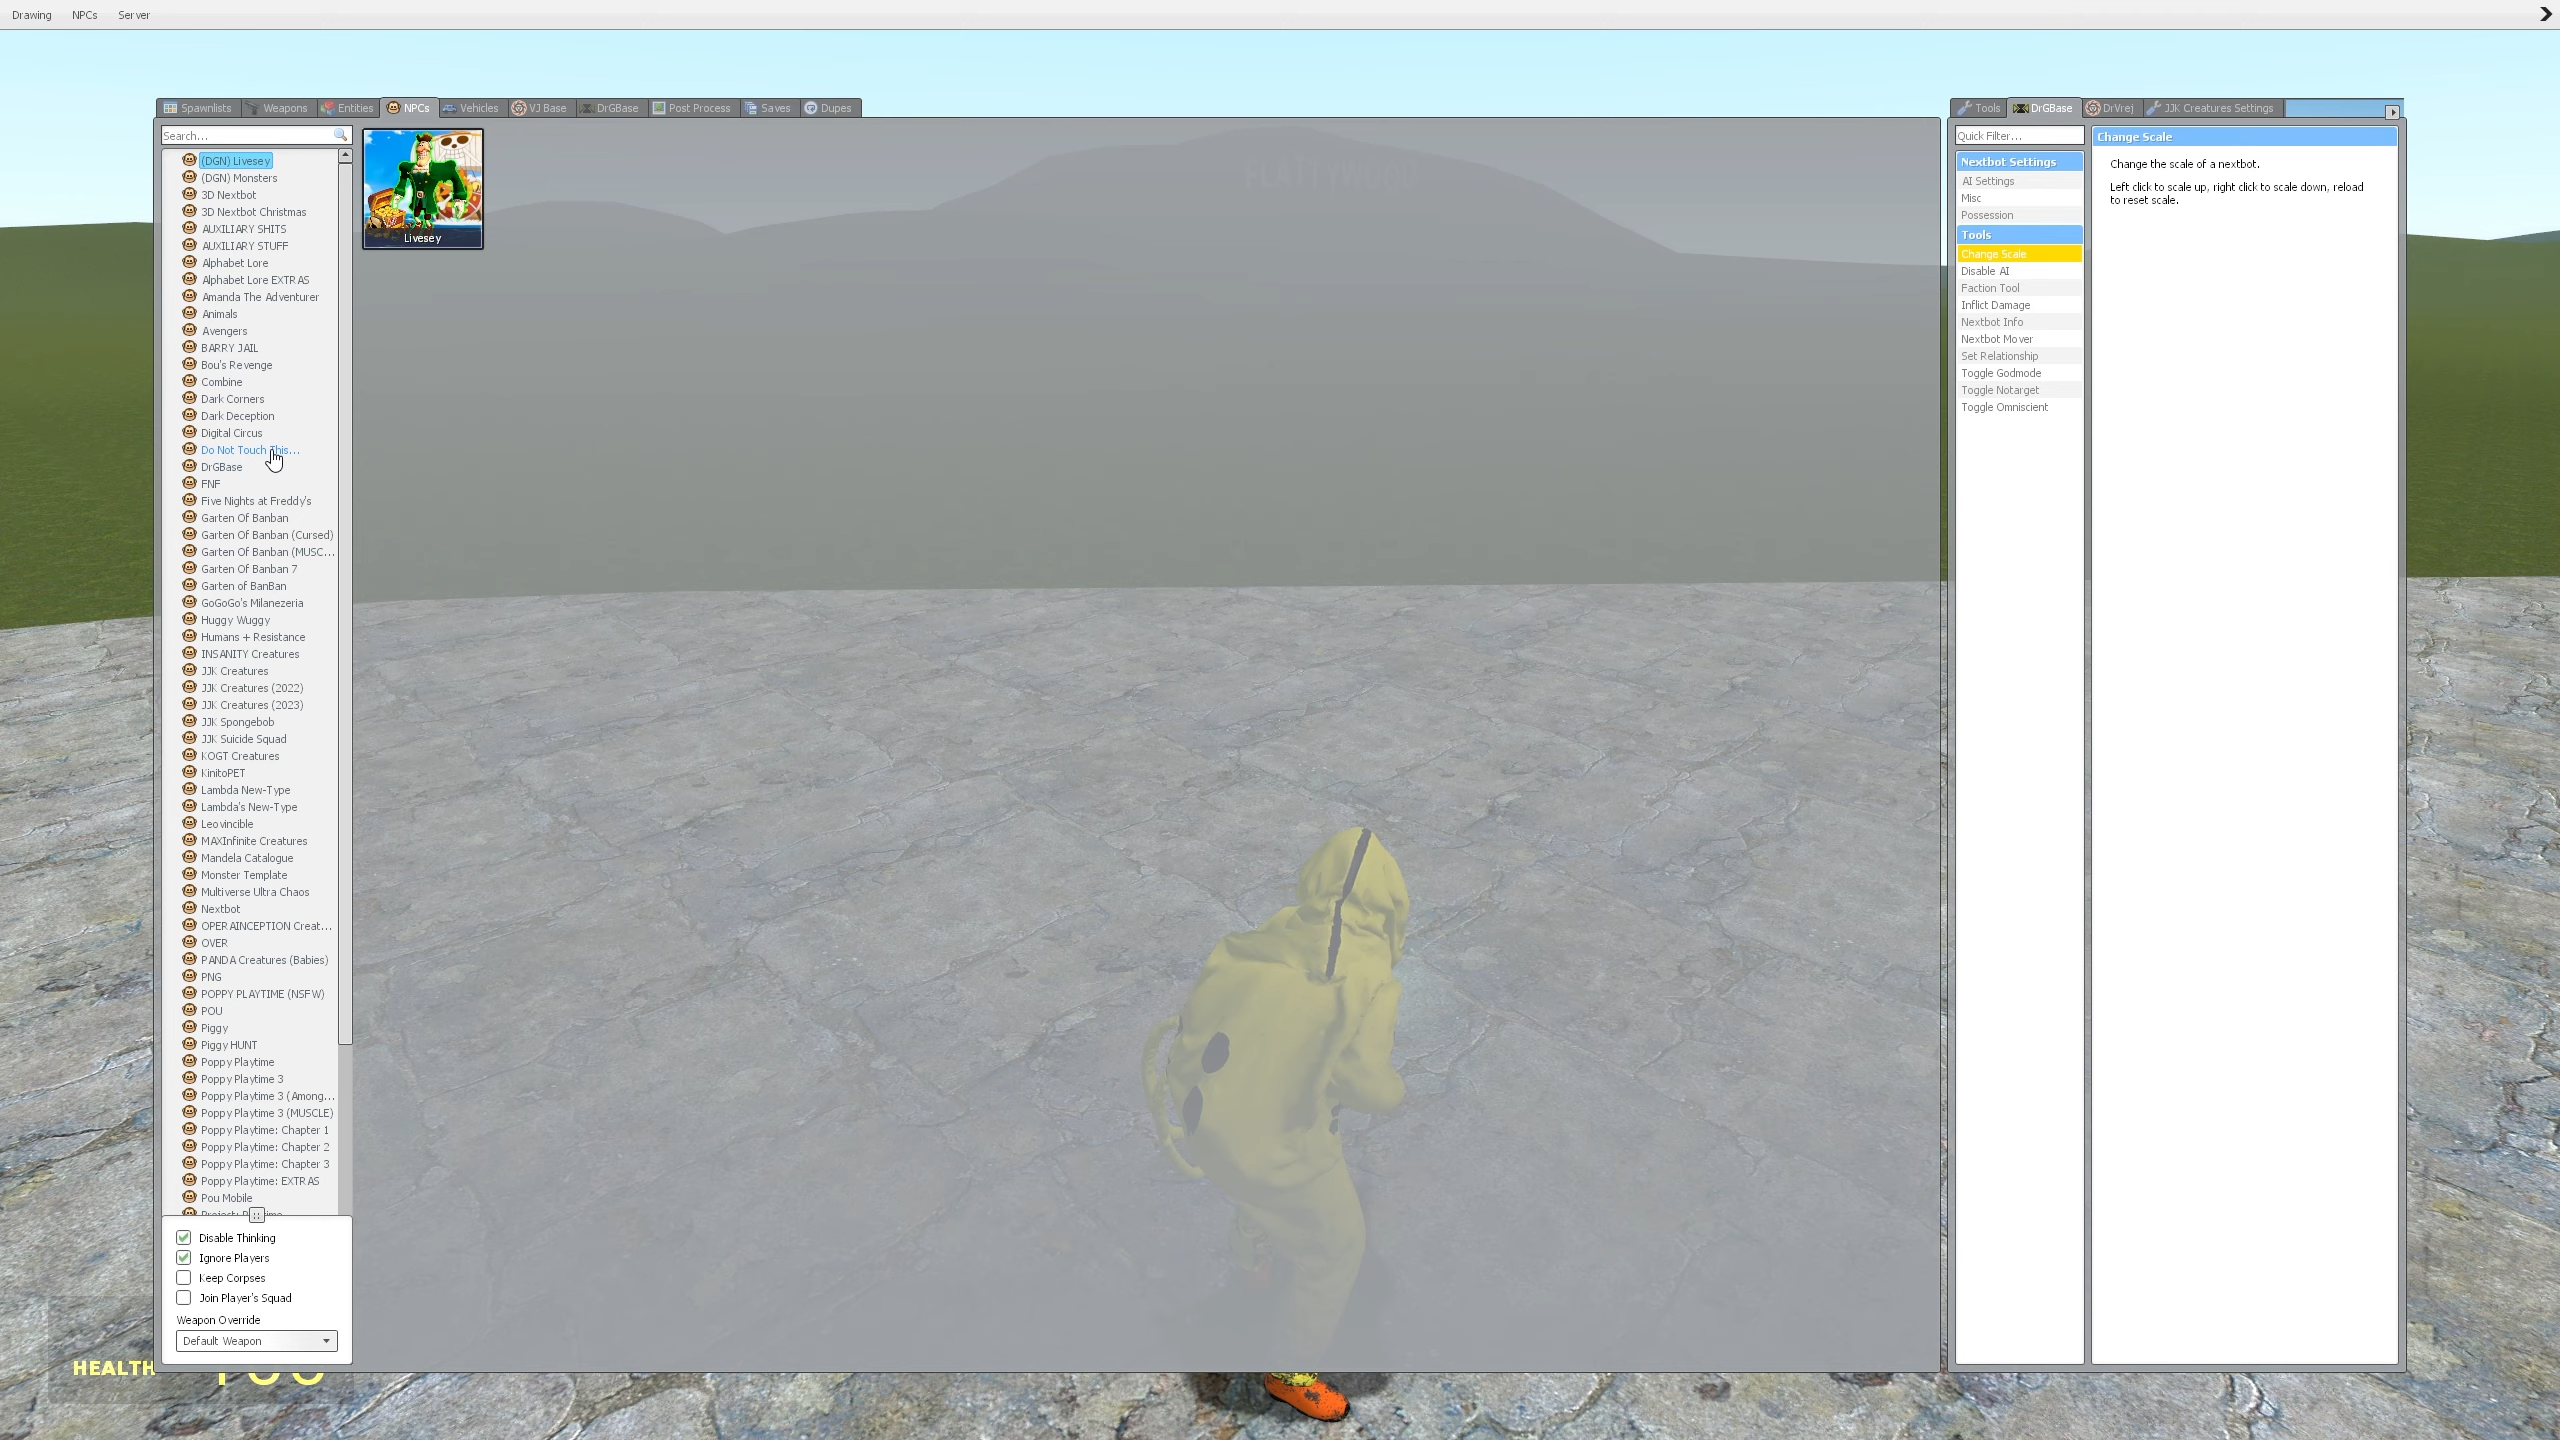 Drawing NPCs Server
Spawnlists Weapons Entities NPCs Vehicles VJ Base DrGBase Post Process Saves Dupes
Search...
(DGN) Livesey
(DGN) Monsters
3D Nextbot
3D Nextbot Christmas
AUXILIARY SHITS
AUXILIARY STUFF
Alphabet Lore
Alphabet Lore EXTRAS
Amanda The Adventurer
Animals
Avengers
BARRY JAIL
Bou's Revenge
Combine
Dark Corners
Dark Deception
Digital Circus
Do Not Touch This...
DrGBase
FNF
Five Nights at Freddy's
Garten Of Banban
Garten Of Banban (Cursed)
Garten Of Banban (MUSC...
Garten Of Banban 7
Garten of BanBan
GoGoGo's Milanezeria
Huggy Wuggy
Humans + Resistance
INSANITY Creatures
JJK Creatures
JJK Creatures (2022)
JJK Creatures (2023)
JJK Spongebob
JJK Suicide Squad
KOGT Creatures
KinitoPET
Lambda New-Type
Lambda's New-Type
Leovincible
MAXInfinite Creatures
Mandela Catalogue
Monster Template
Multiverse Ultra Chaos
Nextbot
OPERAINCEPTION Creat...
OVER
PANDA Creatures (Babies)
PNG
POPPY PLAYTIME (NSFW)
POU
Piggy
Piggy HUNT
Poppy Playtime
Poppy Playtime 3
Poppy Playtime 3 (Among...
Poppy Playtime 3 (MUSCLE)
Poppy Playtime: Chapter 1
Poppy Playtime: Chapter 2
Poppy Playtime: Chapter 3
Poppy Playtime: EXTRAS
Pou Mobile
Disable Thinking
Ignore Players
Keep Corpses
Join Player's Squad
Weapon Override
Default Weapon
HEALTH
Livesey
Tools DrGBase DrVrej JJK Creatures Settings
Quick Filter...
Nextbot Settings
AI Settings
Misc
Possession
Tools
Change Scale
Disable AI
Faction Tool
Inflict Damage
Nextbot Info
Nextbot Mover
Set Relationship
Toggle Godmode
Toggle Notarget
Toggle Omniscient
Change Scale
Change the scale of a nextbot.
Left click to scale up, right click to scale down, reload
to reset scale.